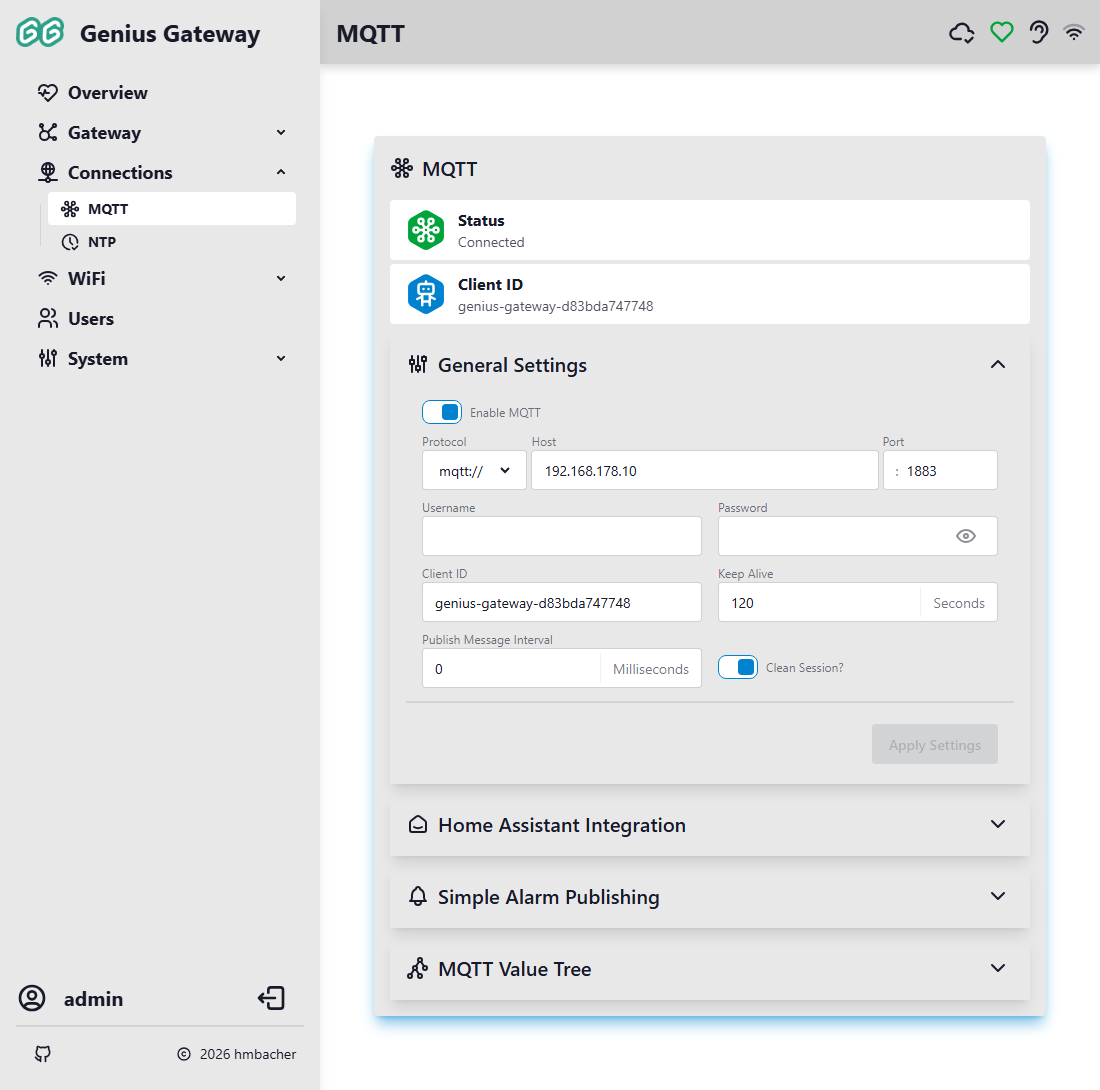 Genius Gateway
MQTT
Overview
Gateway
Connections
MQTT
NTP
WiFi
Users
System
admin
© 2026 hmbacher
MQTT
Status
Connected
Client ID
genius-gateway-d83bda747748
General Settings
Enable MQTT
Protocol Host Port
mqtt:// 192.168.178.10 : 1883
Username Password
Client ID Keep Alive
genius-gateway-d83bda747748 120 Seconds
Publish Message Interval
0 Milliseconds Clean Session?
Apply Settings
Home Assistant Integration
Simple Alarm Publishing
MQTT Value Tree